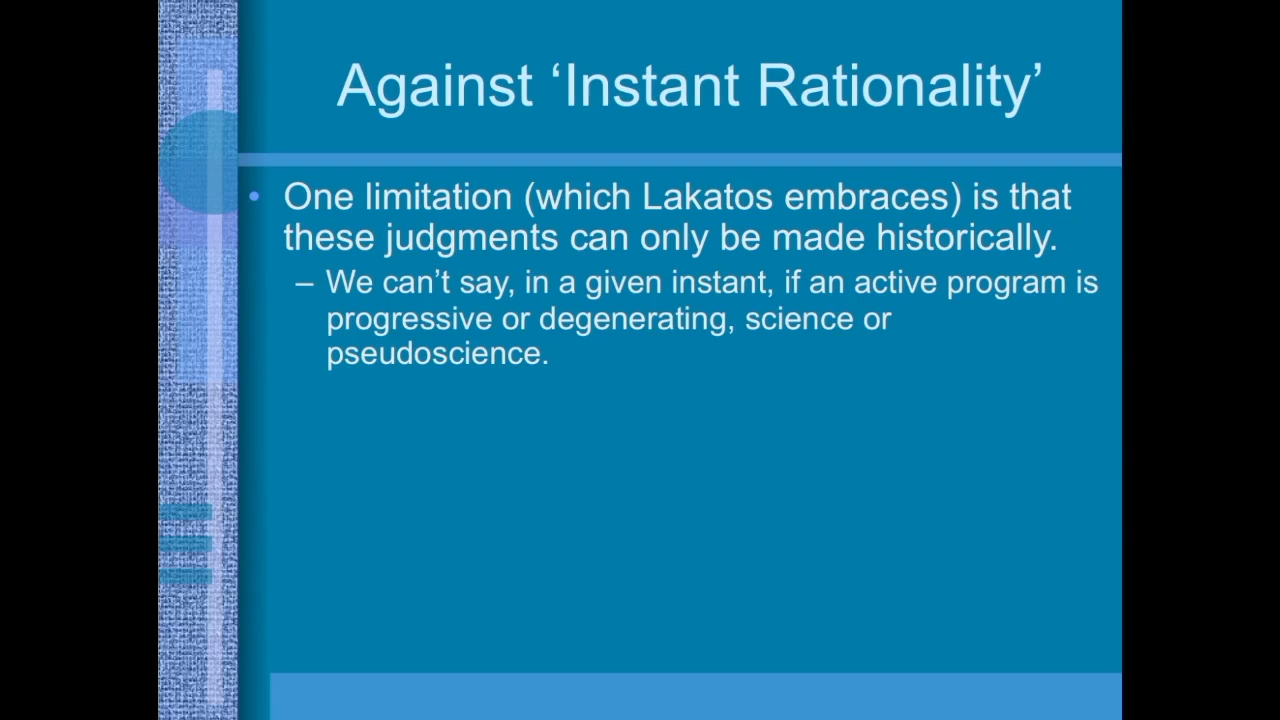 Against ‘Instant Rationality’
• One limitation (which Lakatos embraces) is that
these judgments can only be made historically.
– We can’t say, in a given instant, if an active program is
progressive or degenerating, science or
pseudoscience.